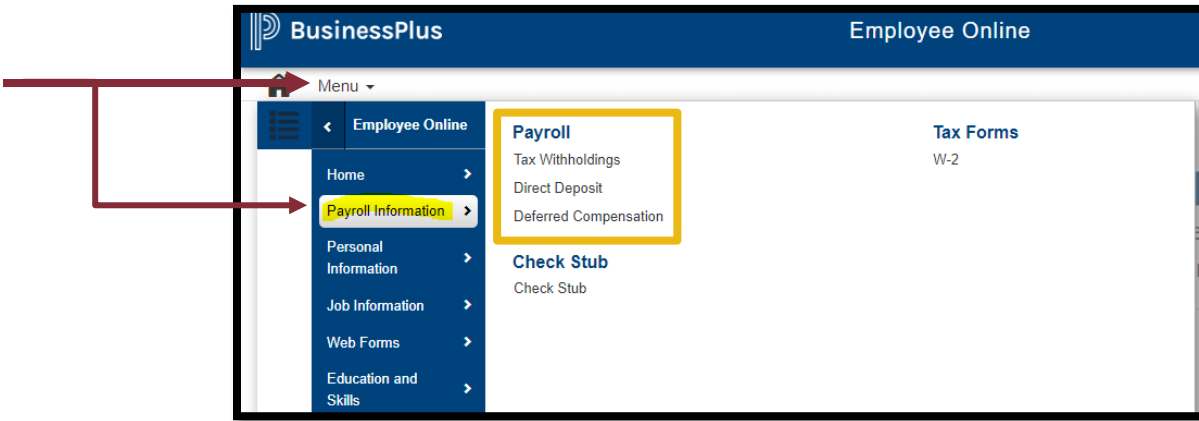 BusinessPlus
Employee Online
Menu
Employee Online
Home
Payroll Information
Personal
Information
Job Information
Web Forms
Education and
Skills
Payroll
Tax Withholdings
Direct Deposit
Deferred Compensation
Check Stub
Check Stub
Tax Forms
W-2